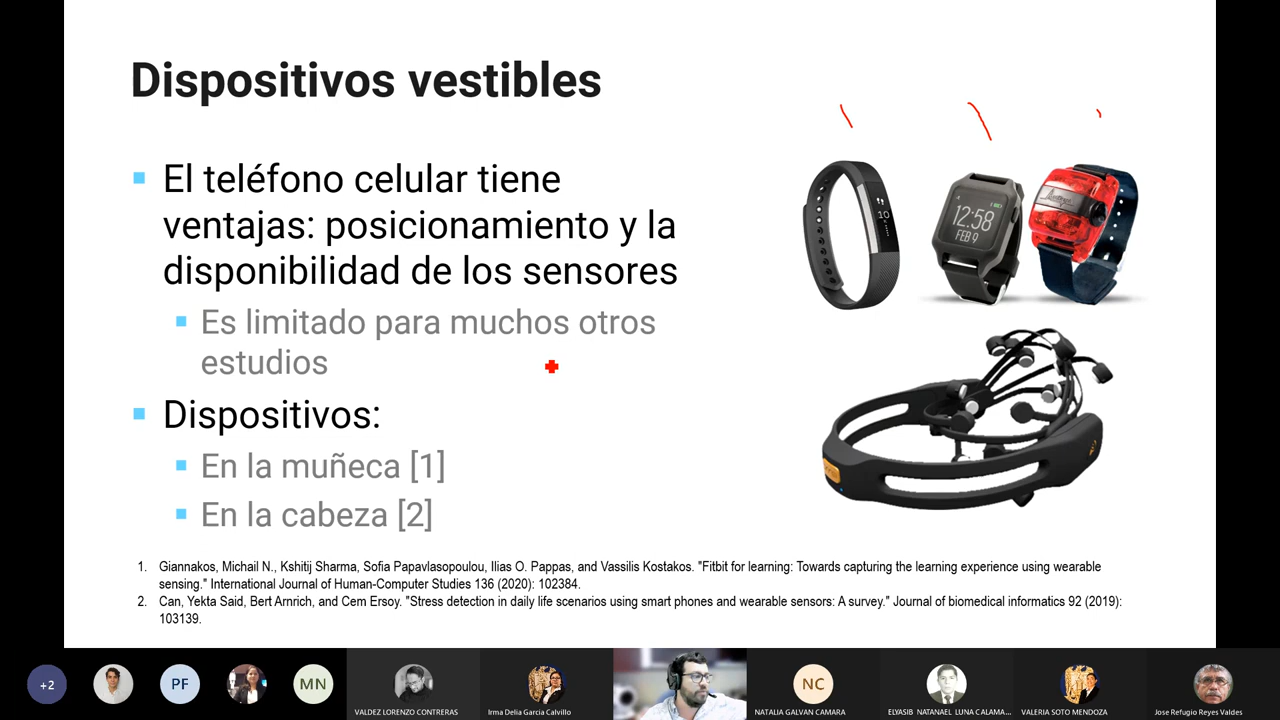 Dispositivos vestibles
El teléfono celular tiene
ventajas: posicionamiento y la
disponibilidad de los sensores
Es limitado para muchos otros
estudios
Dispositivos:
En la muñeca [1]
En la cabeza [2]
10
12:58
FEB 9
1. Giannakos, Michail N., Kshitij Sharma, Sofia Papavlasopoulou, Ilias O. Pappas, and Vassilis Kostakos. "Fitbit for learning: Towards capturing the learning experience using wearable
sensing." International Journal of Human-Computer Studies 136 (2020): 102384.
2. Can, Yekta Said, Bert Arnrich, and Cem Ersoy. "Stress detection in daily life scenarios using smart phones and wearable sensors: A survey." Journal of biomedical informatics 92 (2019):
103139.
+2
PF
MN
VALDEZ LORENZO CONTRERAS
Irma Delia Garcia Calvillo
NC
NATALIA GALVAN CAMARA
ELYASIB NATANAEL LUNA CALAMA...
VALERIA SOTO MENDOZA
Jose Refugio Reyes Valdes